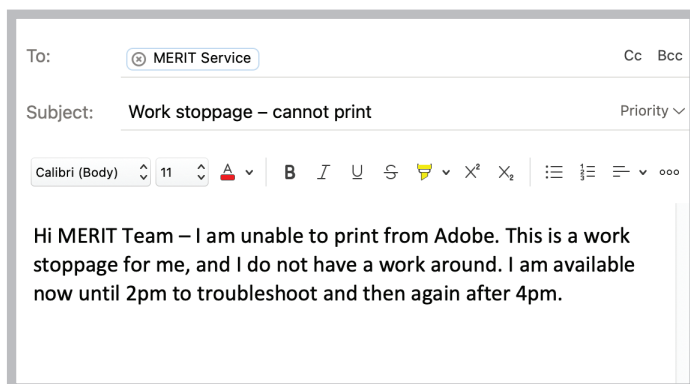 To: MERIT Service Cc Bcc
Subject: Work stoppage – cannot print Priority
Calibri (Body) 11 A B I U S X² X₂
Hi MERIT Team – I am unable to print from Adobe. This is a work
stoppage for me, and I do not have a work around. I am available
now until 2pm to troubleshoot and then again after 4pm.